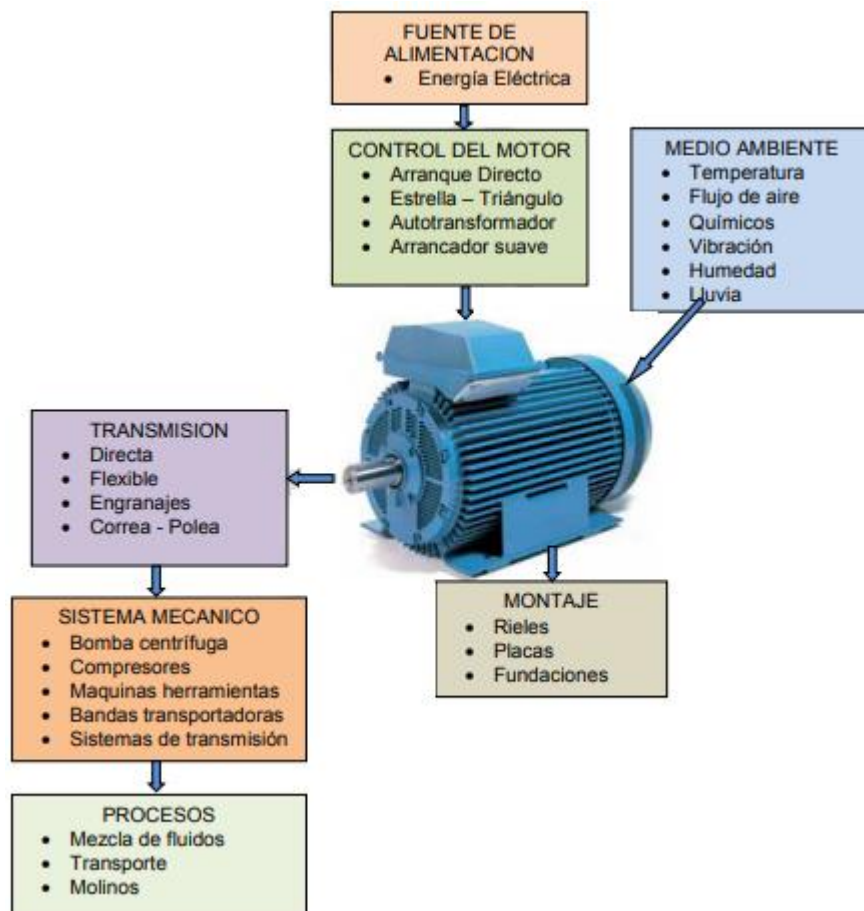 FUENTE DE
ALIMENTACION
• Energía Eléctrica
CONTROL DEL MOTOR
• Arranque Directo
• Estrella – Triángulo
• Autotransformador
• Arrancador suave
MEDIO AMBIENTE
• Temperatura
• Flujo de aire
• Químicos
• Vibración
• Humedad
• Lluvia
TRANSMISION
• Directa
• Flexible
• Engranajes
• Correa - Polea
SISTEMA MECANICO
• Bomba centrífuga
• Compresores
• Maquinas herramientas
• Bandas transportadoras
• Sistemas de transmisión
MONTAJE
• Rieles
• Placas
• Fundaciones
PROCESOS
• Mezcla de fluidos
• Transporte
• Molinos